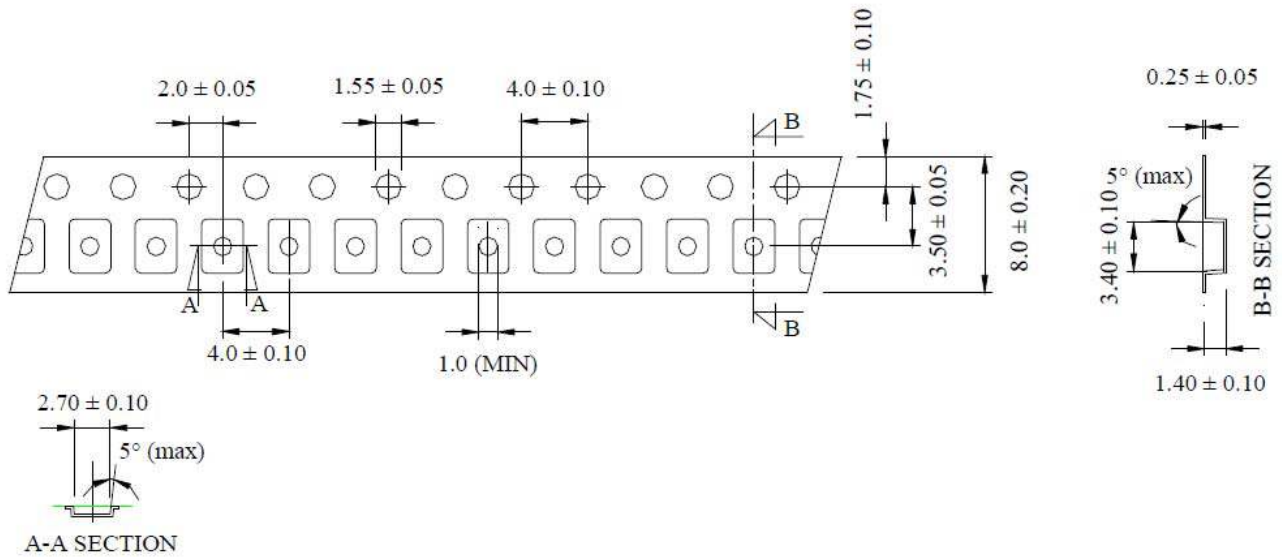 2.0 ± 0.05
1.55 ± 0.05
4.0 ± 0.10
1.75 ± 0.10
0.25 ± 0.05
B
5° (max)
3.50 ± 0.05
8.0 ± 0.20
3.40 ± 0.10
B-B SECTION
A
A
B
4.0 ± 0.10
1.0 (MIN)
1.40 ± 0.10
2.70 ± 0.10
5° (max)
A-A SECTION